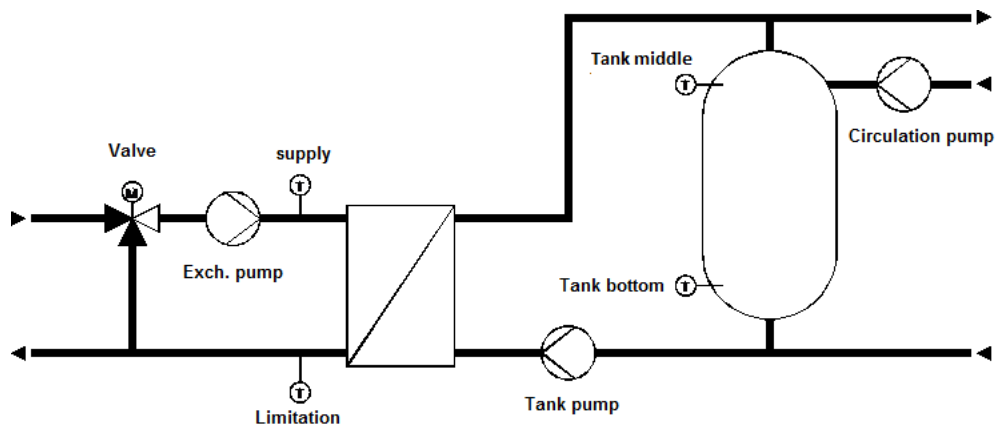 Tank middle
T
Circulation pump
Valve
M
supply
T
Exch. pump
Tank bottom
T
T
Limitation
Tank pump